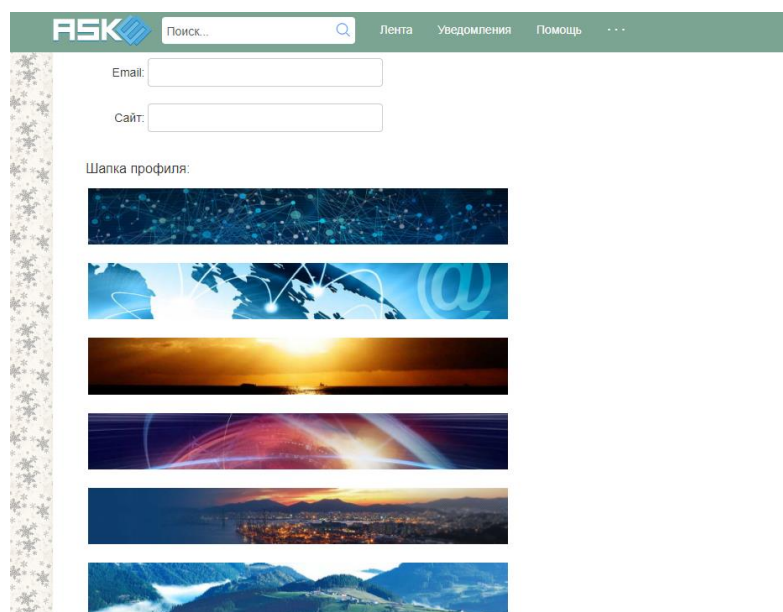 ASK
Поиск...
Лента
Уведомления
Помощь
...
Email:
Сайт:
Шапка профиля:
@